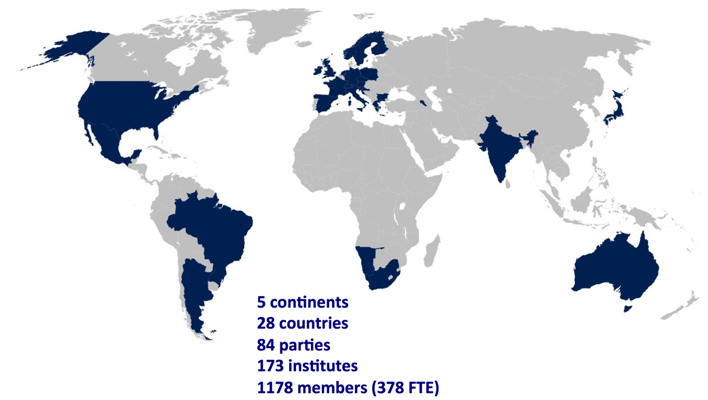 5 continents
28 countries
84 parties
173 institutes
1178 members (378 FTE)